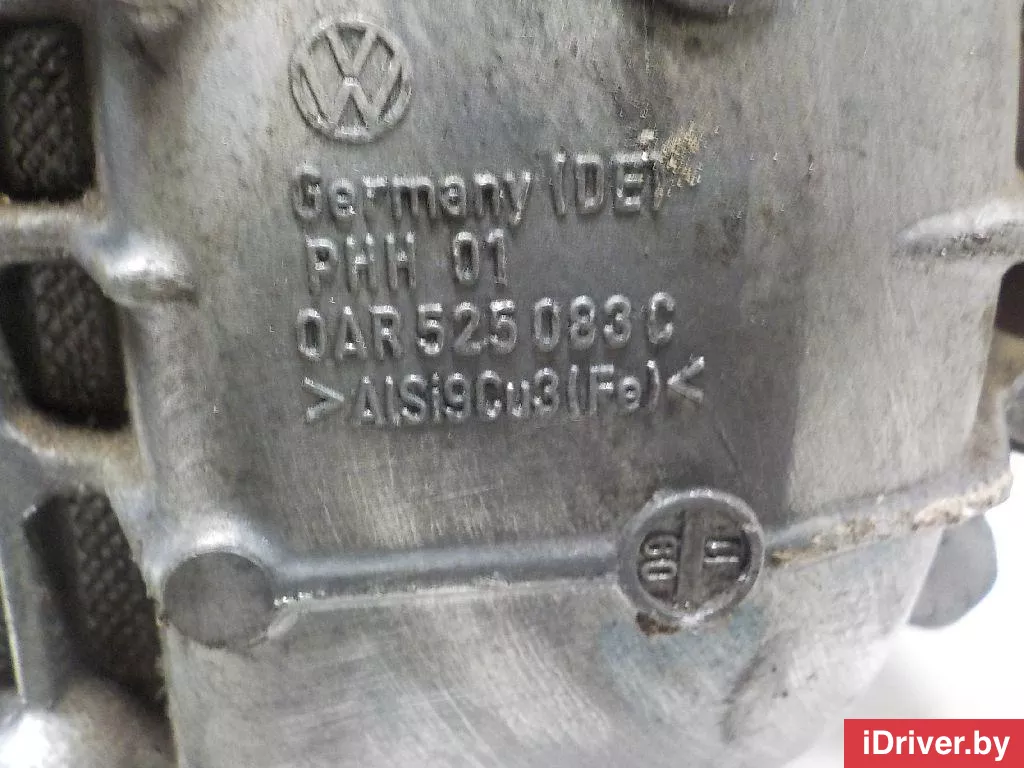 Germany (DE)
PHH 01
0AR 525 083 C
>AlSi9Cu3(Fe)<
iDriver.by